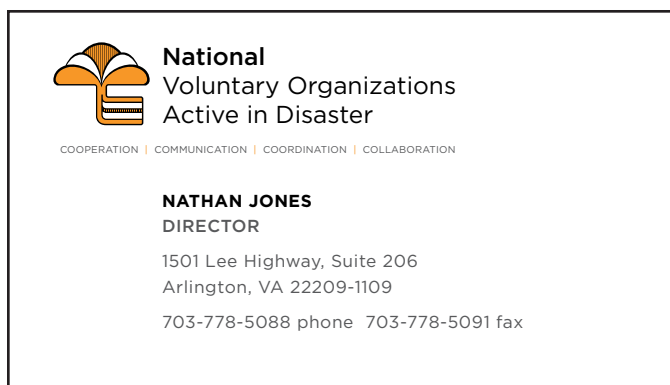 National
Voluntary Organizations
Active in Disaster
COOPERATION | COMMUNICATION | COORDINATION | COLLABORATION
NATHAN JONES
DIRECTOR
1501 Lee Highway, Suite 206
Arlington, VA 22209-1109
703-778-5088 phone 703-778-5091 fax